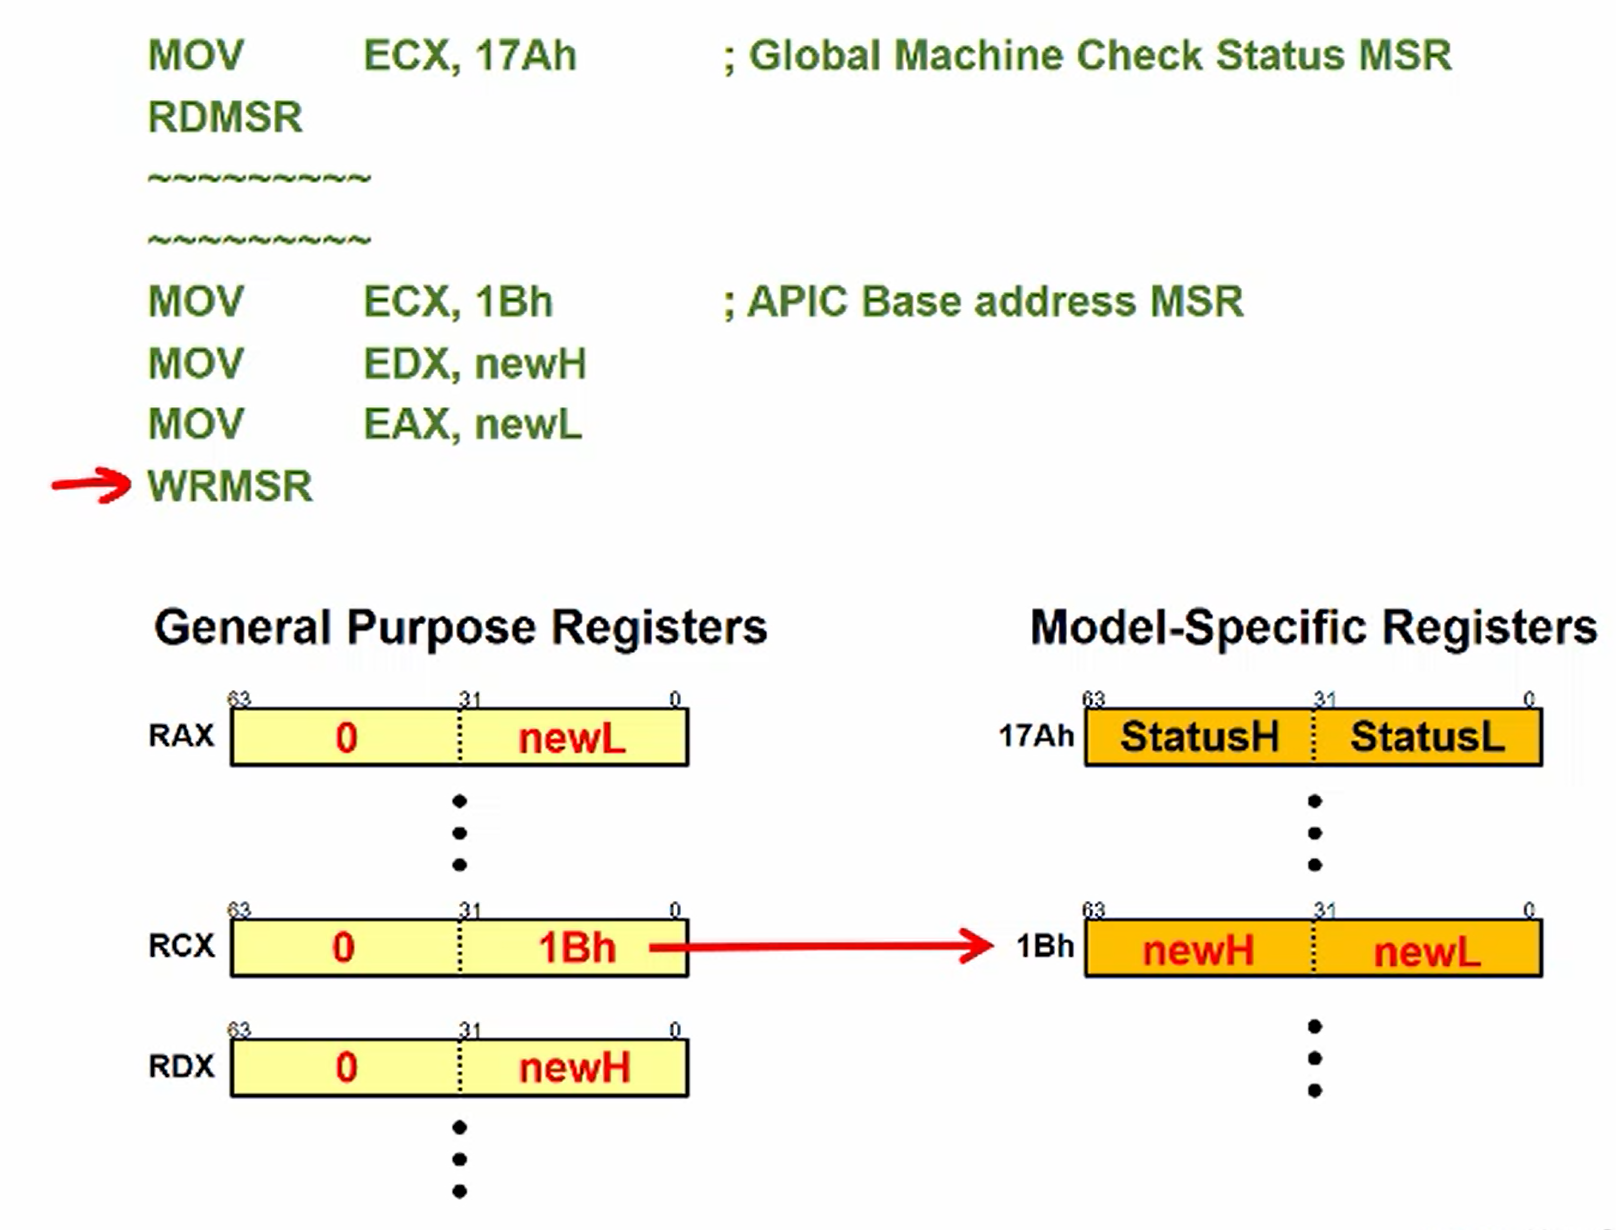 MOV ECX, 17Ah ; Global Machine Check Status MSR
RDMSR
~~~~~~~~~
~~~~~~~~~
MOV ECX, 1Bh ; APIC Base address MSR
MOV EDX, newH
MOV EAX, newL
WRMSR
General Purpose Registers Model-Specific Registers
63 31 0 63 31 0
RAX 0 newL 17Ah StatusH StatusL
63 31 0 63 31 0
RCX 0 1Bh 1Bh newH newL
63 31 0
RDX 0 newH